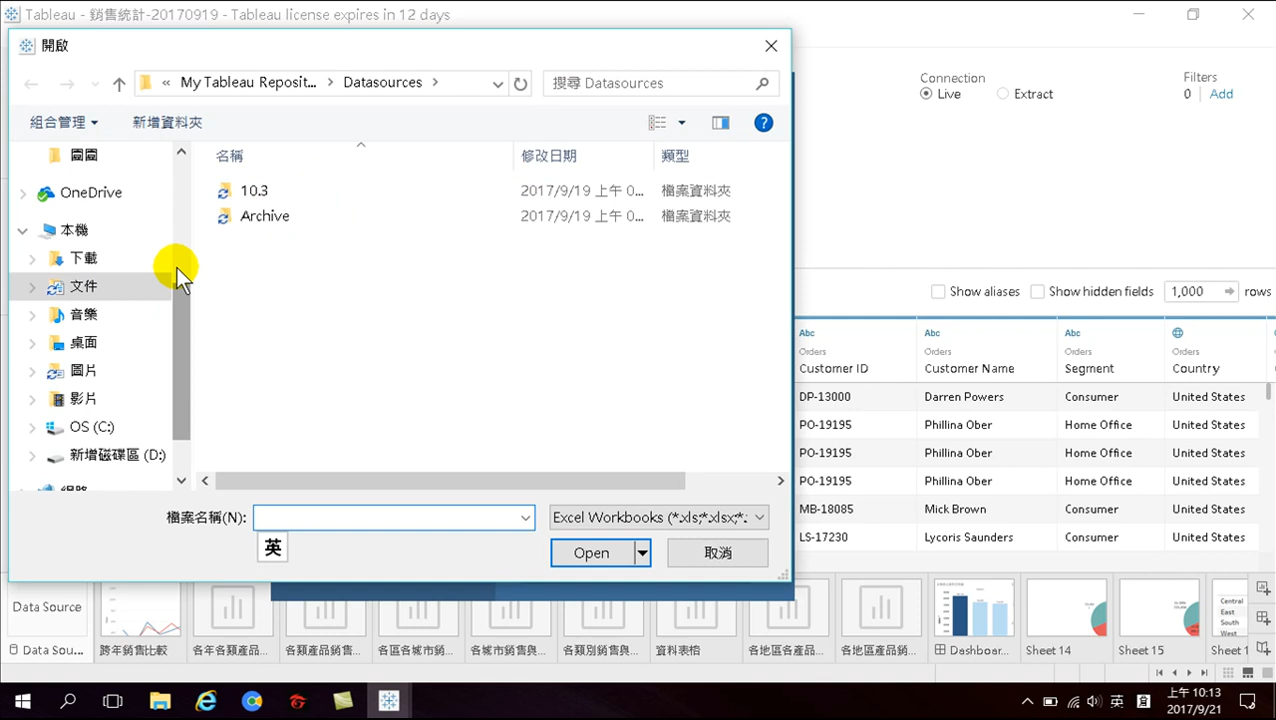 Tableau - 銷售統計-20170919 - Tableau license expires in 12 days
開啟
« My Tableau Reposit... › Datasources ›
搜尋 Datasources
組合管理
新增資料夾
圖圖
OneDrive
本機
下載
文件
音樂
桌面
圖片
影片
OS (C:)
新增磁碟區 (D:)
網路
名稱
修改日期
類型
10.3
2017/9/19 上午 0...
檔案資料夾
Archive
2017/9/19 上午 0...
檔案資料夾
檔案名稱(N):
Excel Workbooks (*.xls;*.xlsx;*.
英
Open
取消
Connection
Live
Extract
Filters
0
Add
Show aliases
Show hidden fields
1,000
rows
Abc
Abc
Abc
Orders
Orders
Orders
Orders
Customer ID
Customer Name
Segment
Country
DP-13000
Darren Powers
Consumer
United States
PO-19195
Phillina Ober
Home Office
United States
PO-19195
Phillina Ober
Home Office
United States
PO-19195
Phillina Ober
Home Office
United States
MB-18085
Mick Brown
Consumer
United States
LS-17230
Lycoris Saunders
Consumer
United States
Data Source
Central
East
South
West
Data Sou...
跨年銷售比較
各年各類產品...
各類產品銷售...
各區各城市銷...
各城市銷售與...
各類別銷售與...
資料表格
各地區各產品...
各地區產品銷...
Dashboar...
Sheet 14
Sheet 15
Sheet 1
英
上午 10:13
2017/9/21